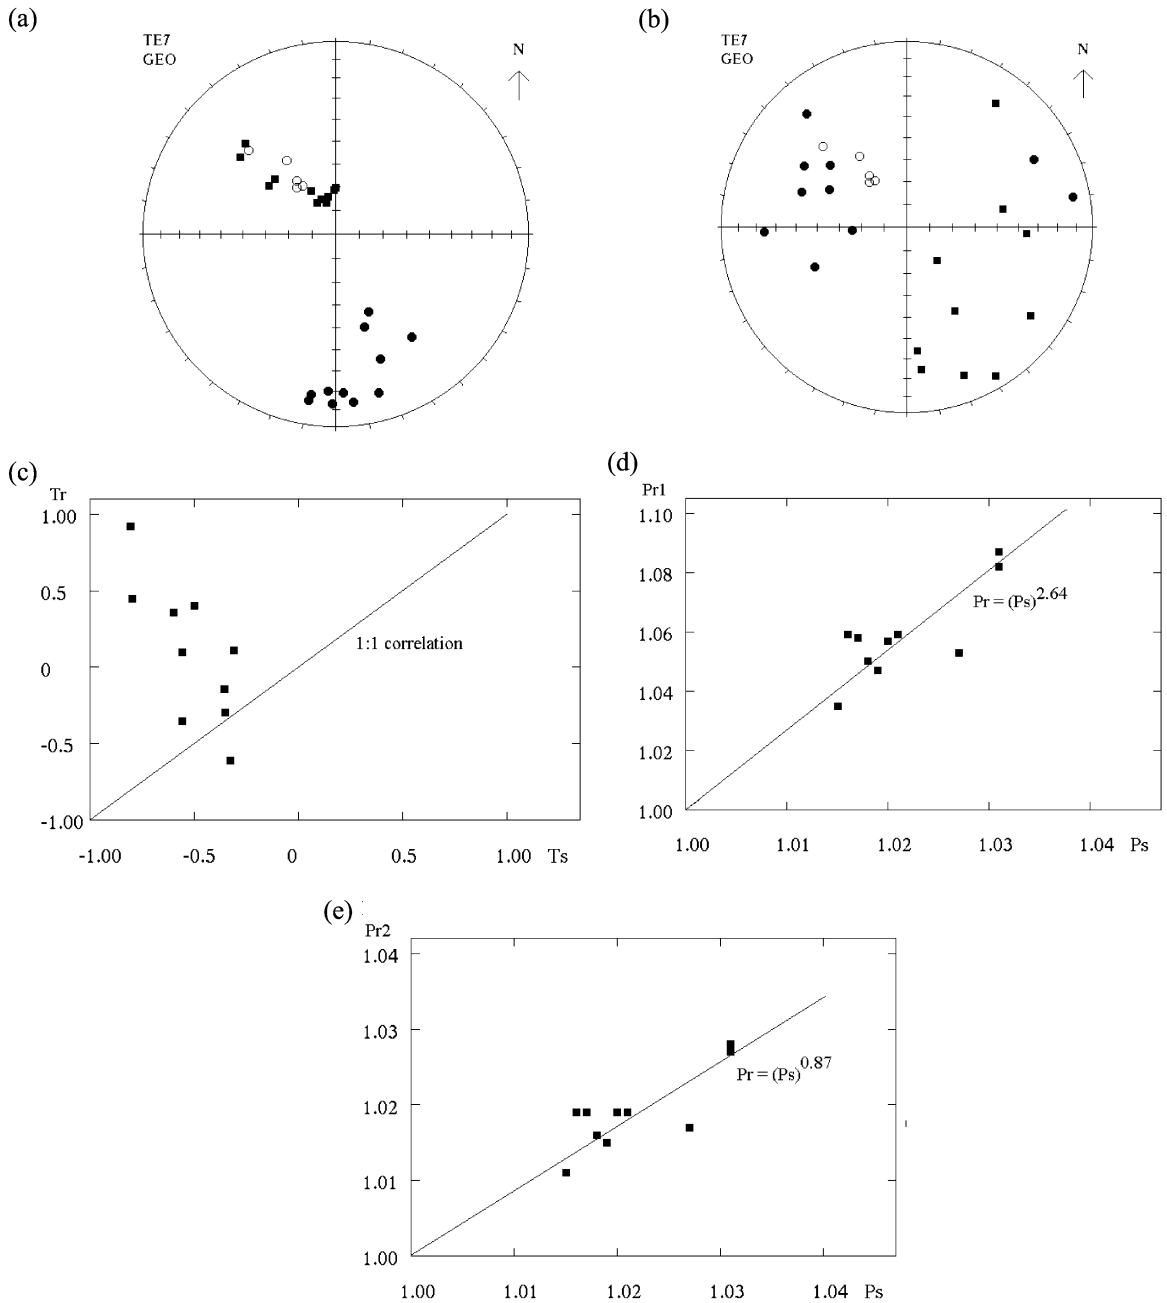 (a)
TE7
GEO
N
(b)
TE7
GEO
N
(c)
Tr
1.00
0.5
0
-0.5
-1.00
1:1 correlation
-1.00 -0.5 0 0.5 1.00 Ts
(d)
Pr1
1.10
1.08
1.06
1.04
1.02
1.00
Pr = (Ps)2.64
1.00 1.01 1.02 1.03 1.04 Ps
(e)
Pr2
1.04
1.03
1.02
1.01
1.00
Pr = (Ps)0.87
1.00 1.01 1.02 1.03 1.04 Ps